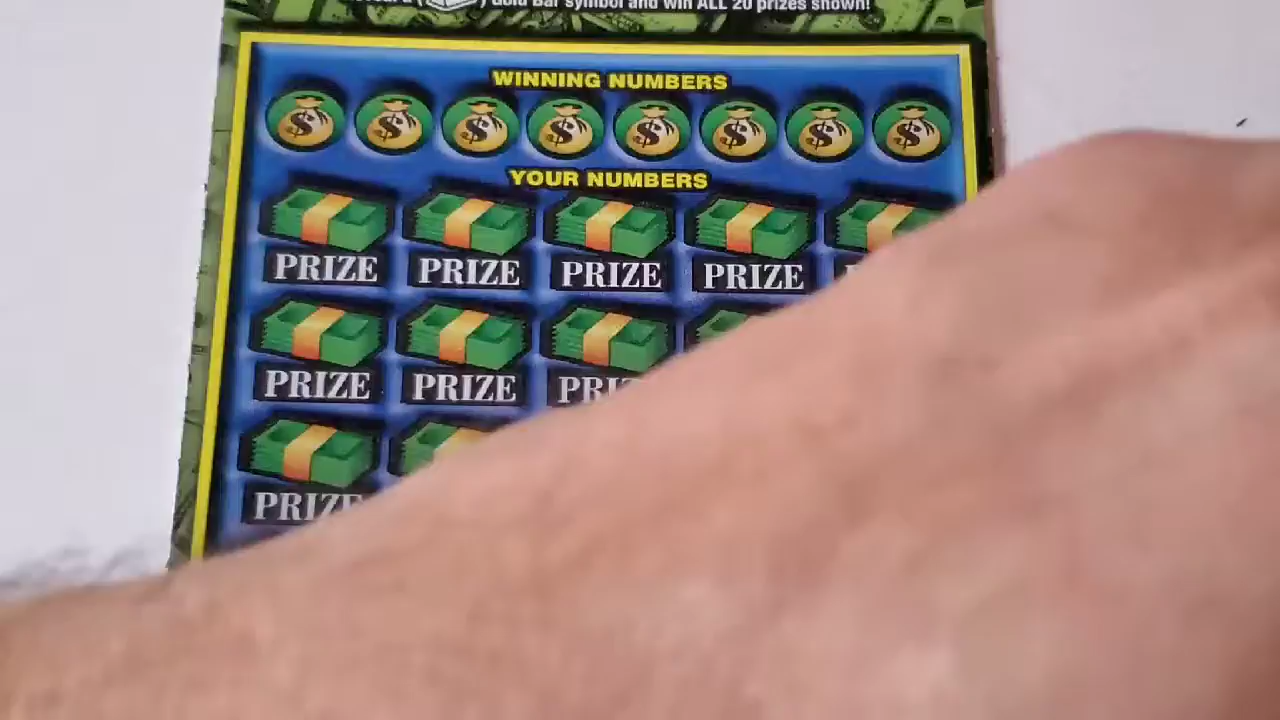 Gold Bar symbol and win ALL 20 prizes shown!
WINNING NUMBERS
$ $ $ $ $ $ $ $
YOUR NUMBERS
PRIZE PRIZE PRIZE PRIZE
PRIZE PRIZE